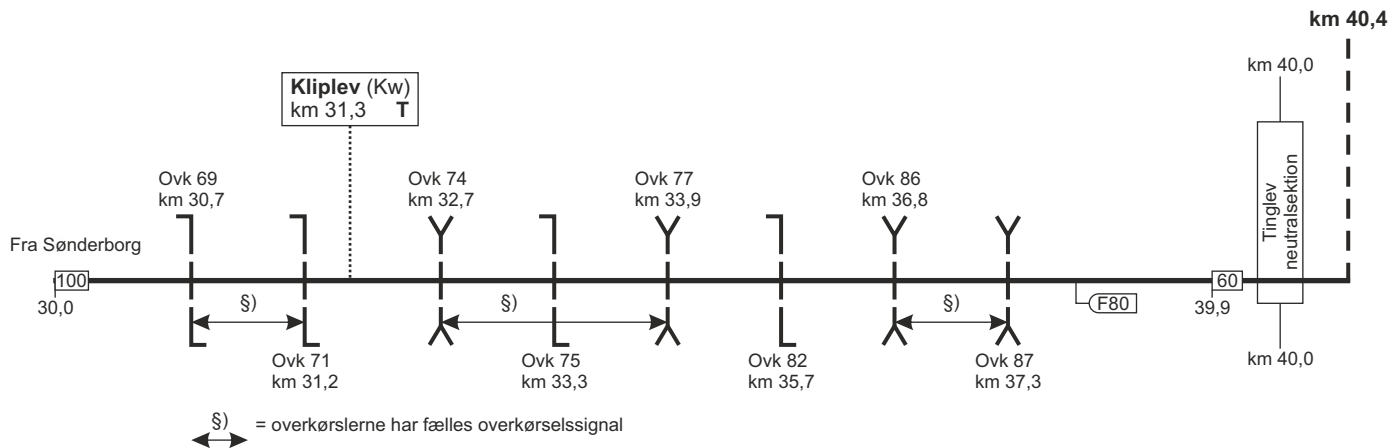 km 40,4
km 40,0
Kliplev (Kw)
km 31,3 T
Ovk 69
km 30,7
Ovk 74
km 32,7
Ovk 77
km 33,9
Ovk 86
km 36,8
Tinglev
neutralsektion
Fra Sønderborg
100
30,0
§)
§)
§)
F80
60
39,9
Ovk 71
km 31,2
Ovk 75
km 33,3
Ovk 82
km 35,7
Ovk 87
km 37,3
km 40,0
§) = overkørslerne har fælles overkørselssignal